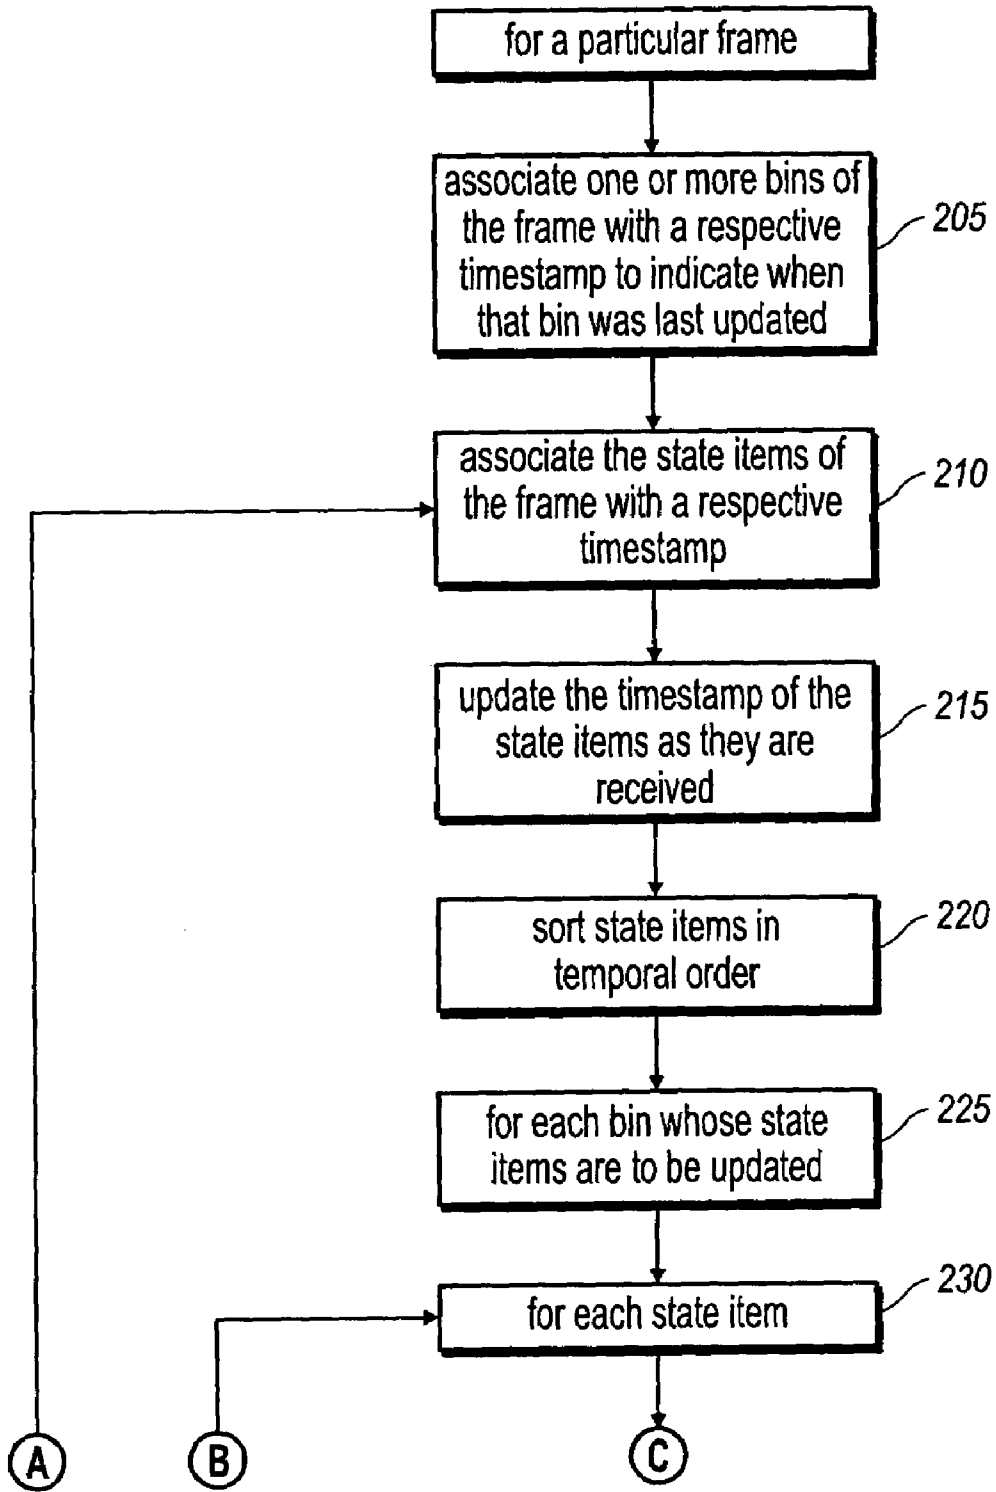 for a particular frame
associate one or more bins of
the frame with a respective
timestamp to indicate when
that bin was last updated
205
associate the state items of
the frame with a respective
timestamp
210
update the timestamp of the
state items as they are
received
215
sort state items in
temporal order
220
for each bin whose state
items are to be updated
225
for each state item
230
A
B
C